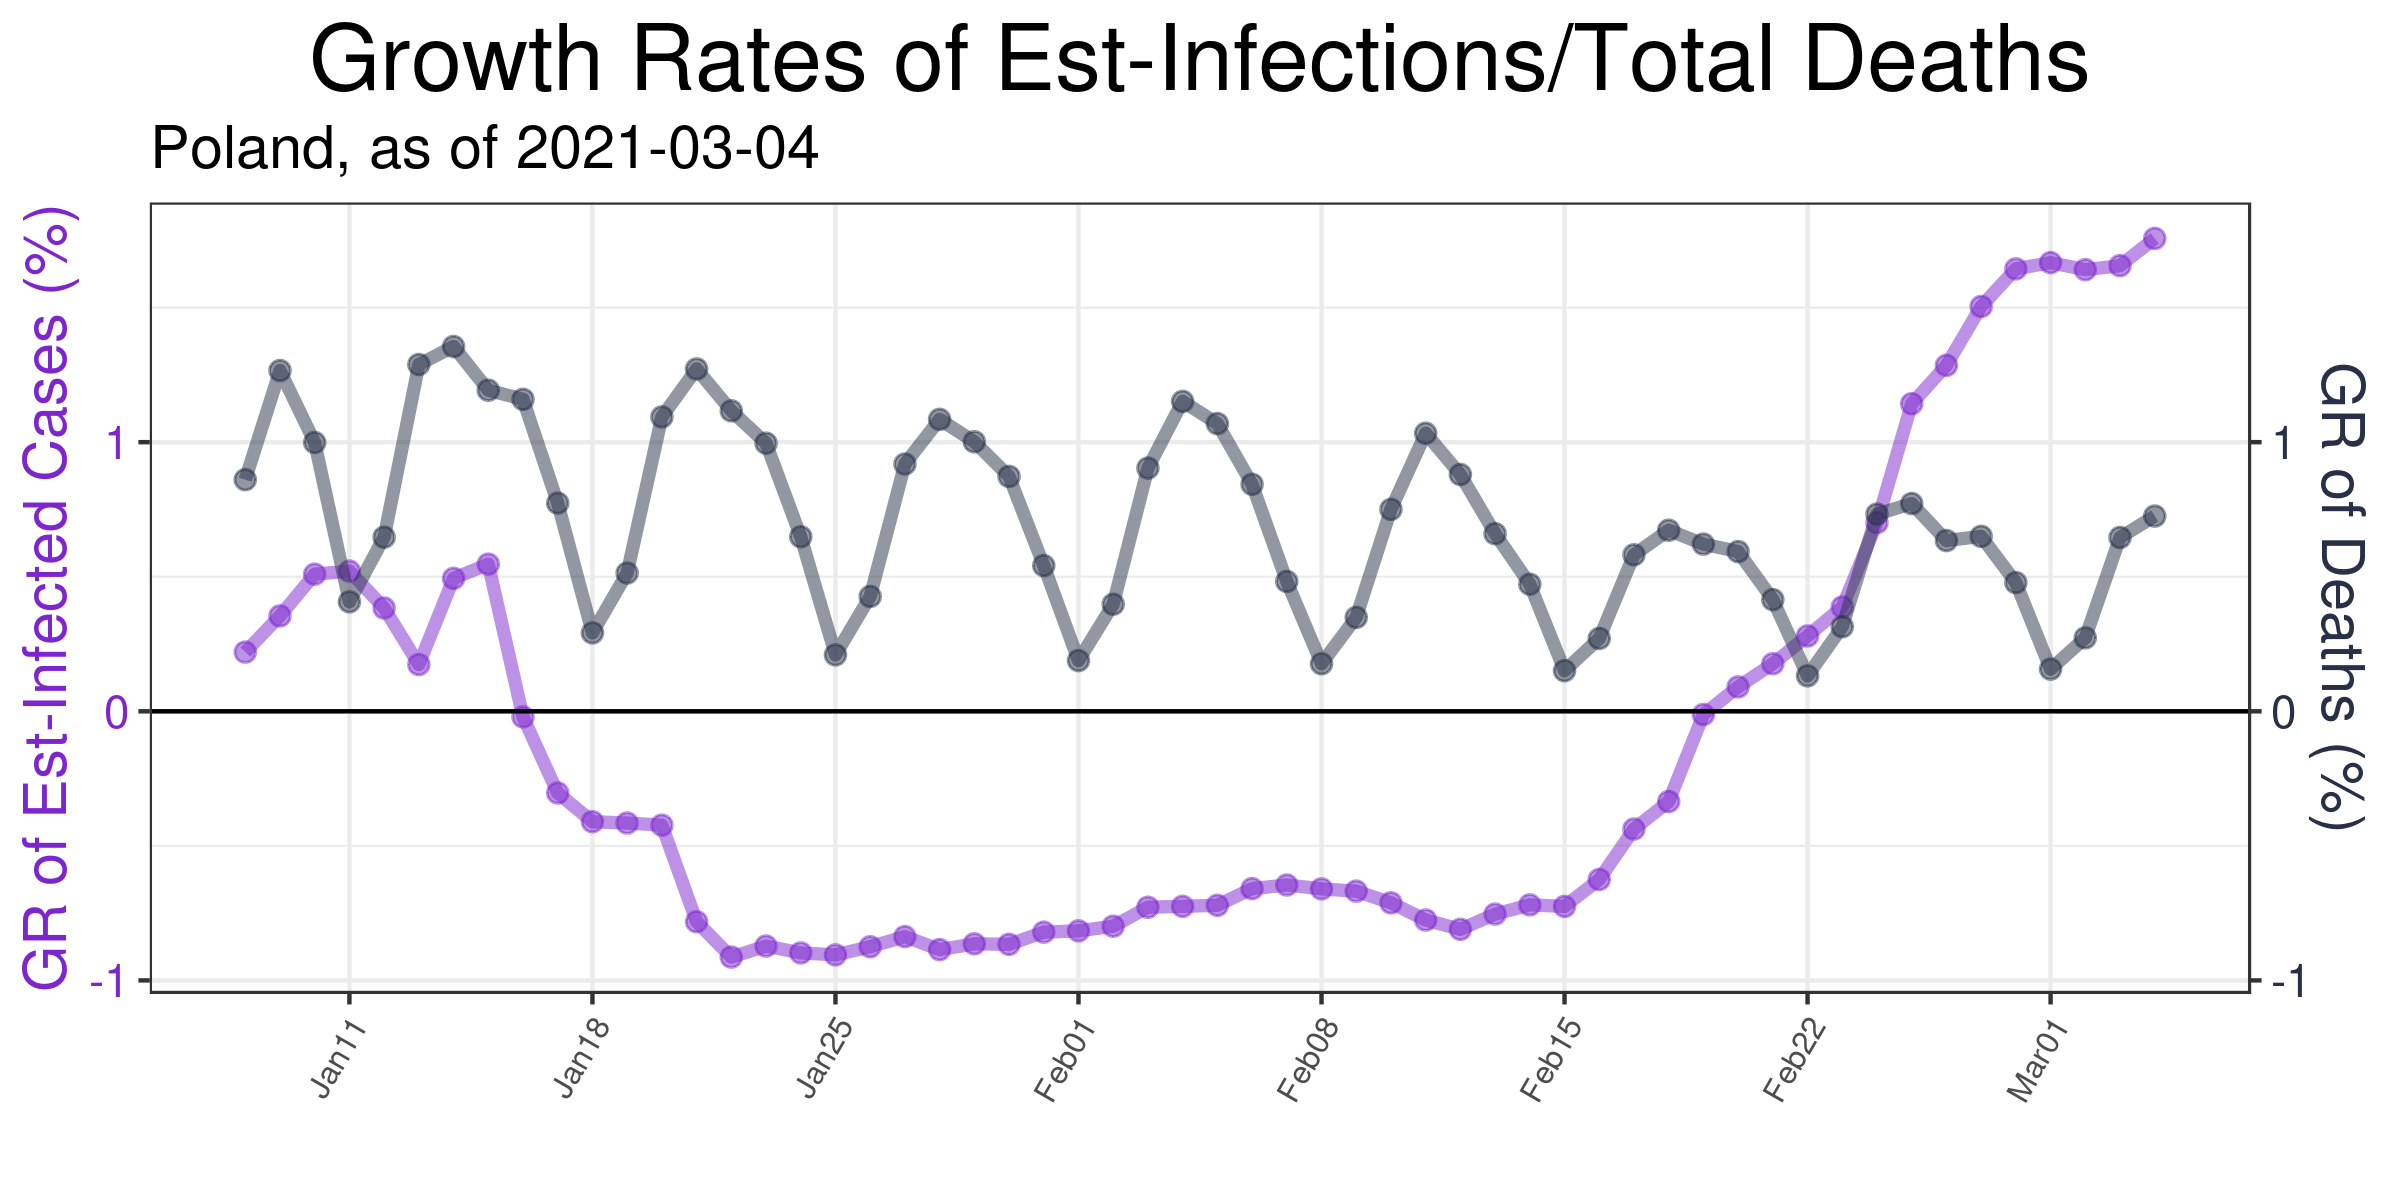 Growth Rates of Est-Infections/Total Deaths
Poland, as of 2021-03-04
GR of Est-Infected Cases (%)
1
0
-1
1
0
-1
GR of Deaths (%)
Jan11
Jan18
Jan25
Feb01
Feb08
Feb15
Feb22
Mar01